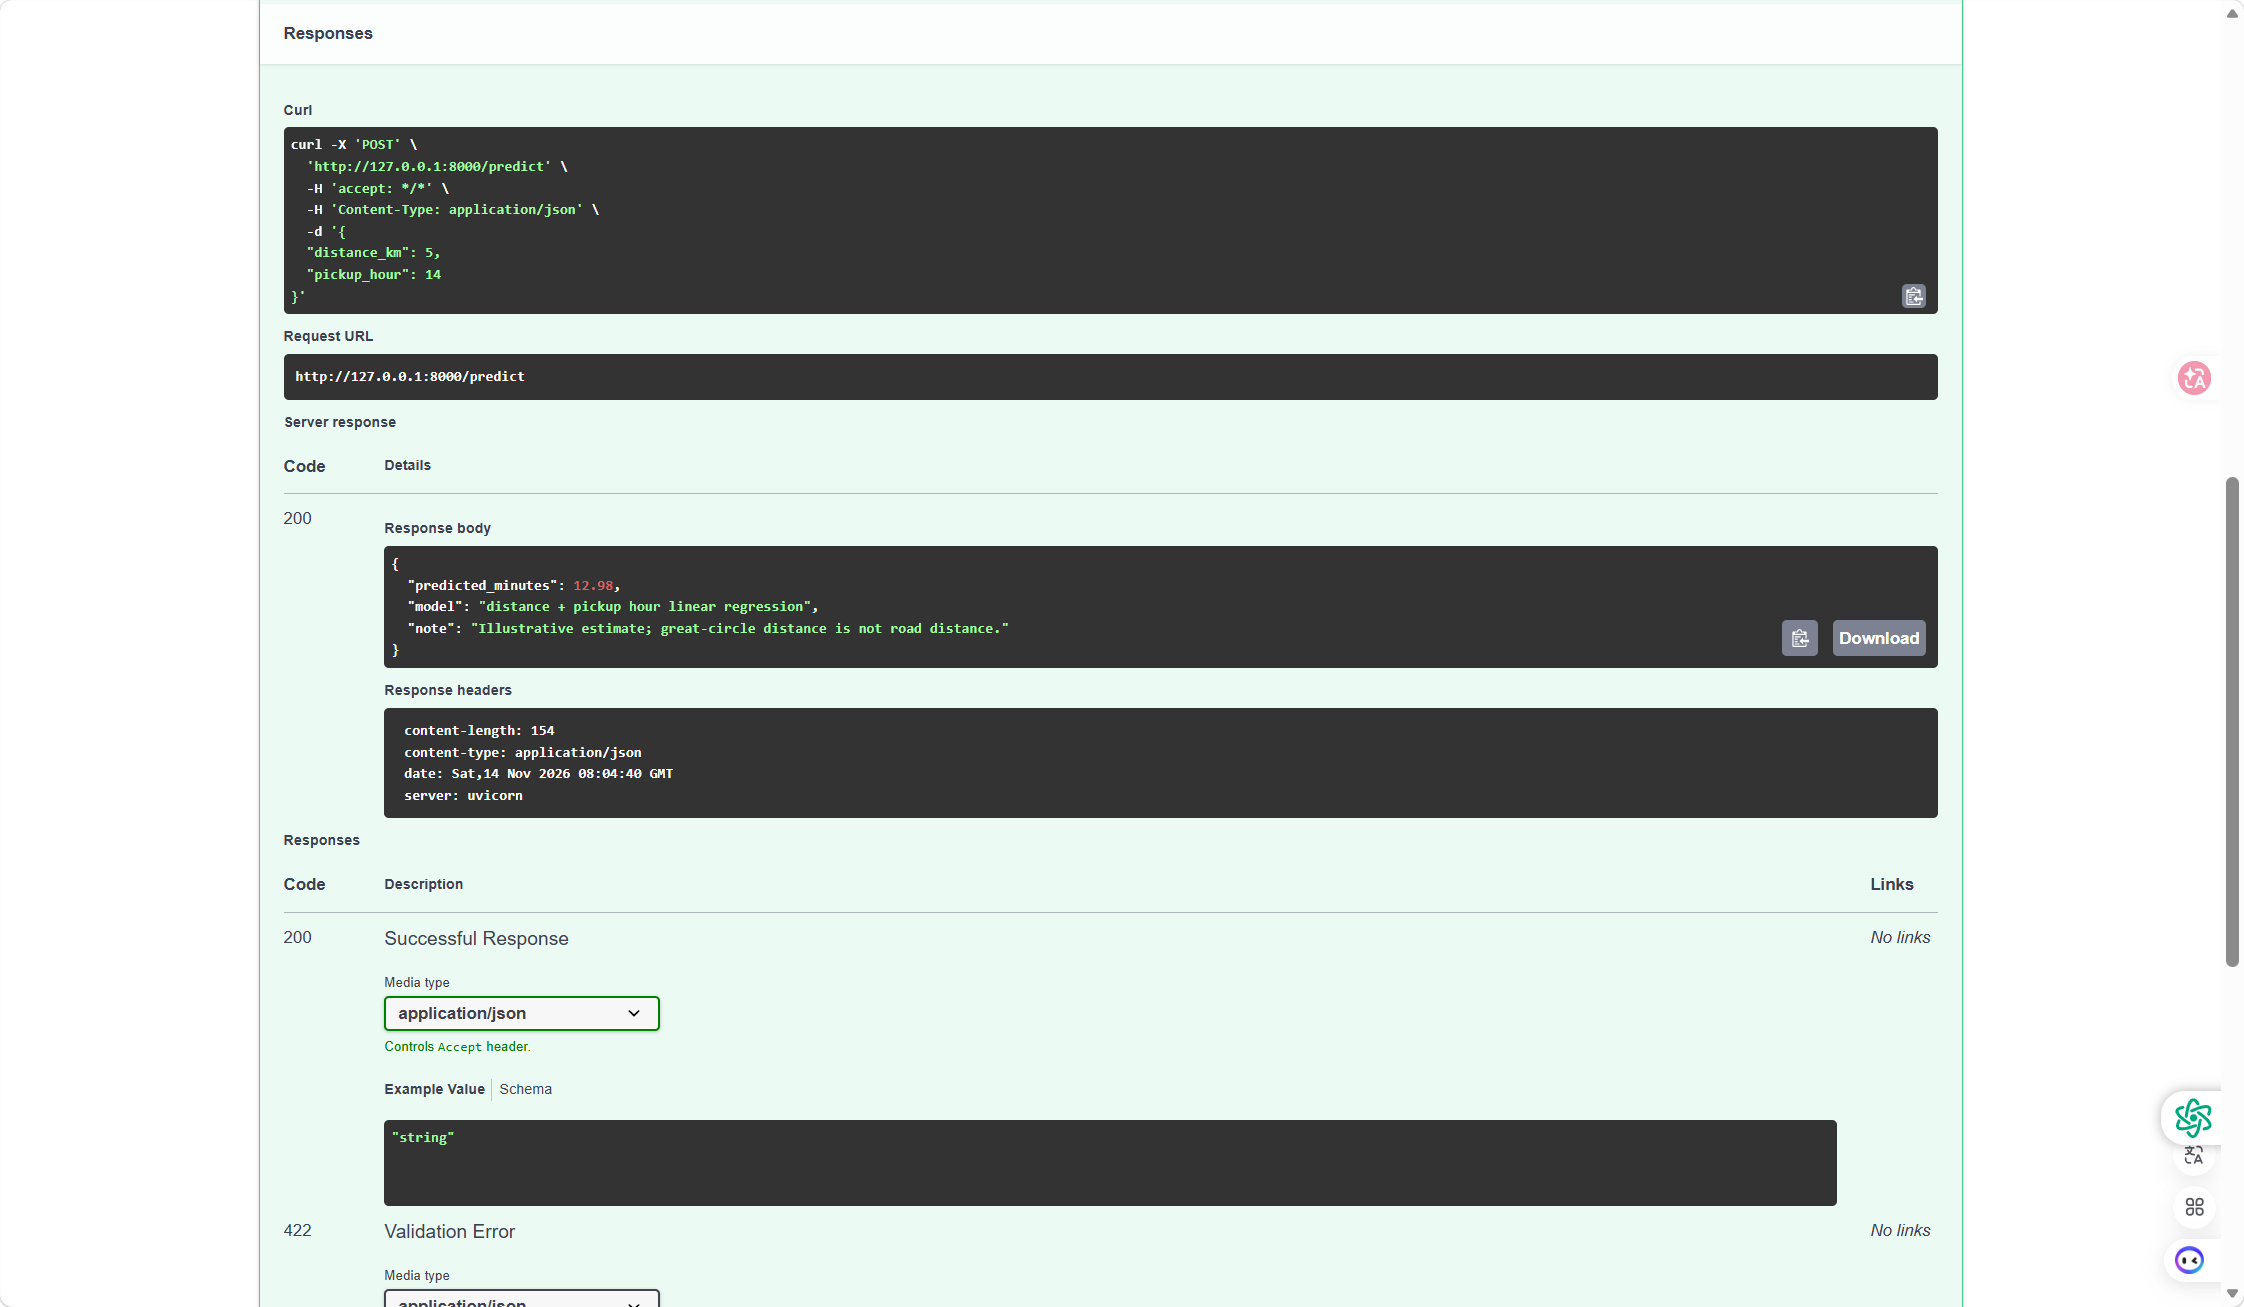 Responses
Curl
curl -X 'POST' \
  'http://127.0.0.1:8000/predict' \
  -H 'accept: */*' \
  -H 'Content-Type: application/json' \
  -d '{
  "distance_km": 5,
  "pickup_hour": 14
}'
Request URL
http://127.0.0.1:8000/predict
Server response
Code Details
200
Response body
{
  "predicted_minutes": 12.98,
  "model": "distance + pickup hour linear regression",
  "note": "Illustrative estimate; great-circle distance is not road distance."
}
Download
Response headers
content-length: 154
content-type: application/json
date: Sat,14 Nov 2026 08:04:40 GMT
server: uvicorn
Responses
Code Description Links
200 Successful Response No links
Media type
application/json
Controls Accept header.
Example Value Schema
"string"
422 Validation Error No links
Media type
application/json